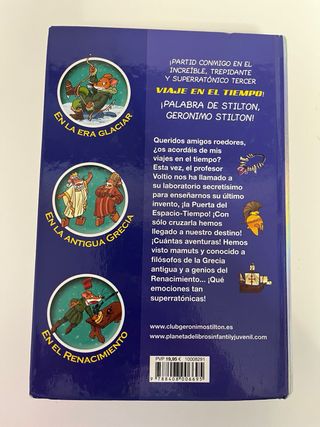 ¡PARTID CONMIGO EN EL
INCREÍBLE, TREPIDANTE
Y SUPERRATÓNICO TERCER
VIAJE EN EL TIEMPO!
¡PALABRA DE STILTON,
GERONIMO STILTON!
EN LA ERA GLACIAR
Queridos amigos roedores,
¿os acordáis de mis
viajes en el tiempo?
Esta vez, el profesor
Voltio nos ha llamado a
su laboratorio secretísimo
para enseñarnos su último
invento, ¡la Puerta del
Espacio-Tiempo! ¡Con
sólo cruzarla hemos
llegado a nuestro destino!
¡Cuántas aventuras! Hemos
visto mamuts y conocido a
filósofos de la Grecia
antigua y a genios del
Renacimiento... ¡Qué
emociones tan
superratónicas!
EN LA ANTIGUA GRECIA
EN EL RENACIMIENTO
www.clubgeronimostilton.es
www.planetadelibrosinfantilyjuvenil.com
PVP 19,95 € 10008291
9 788408 006695